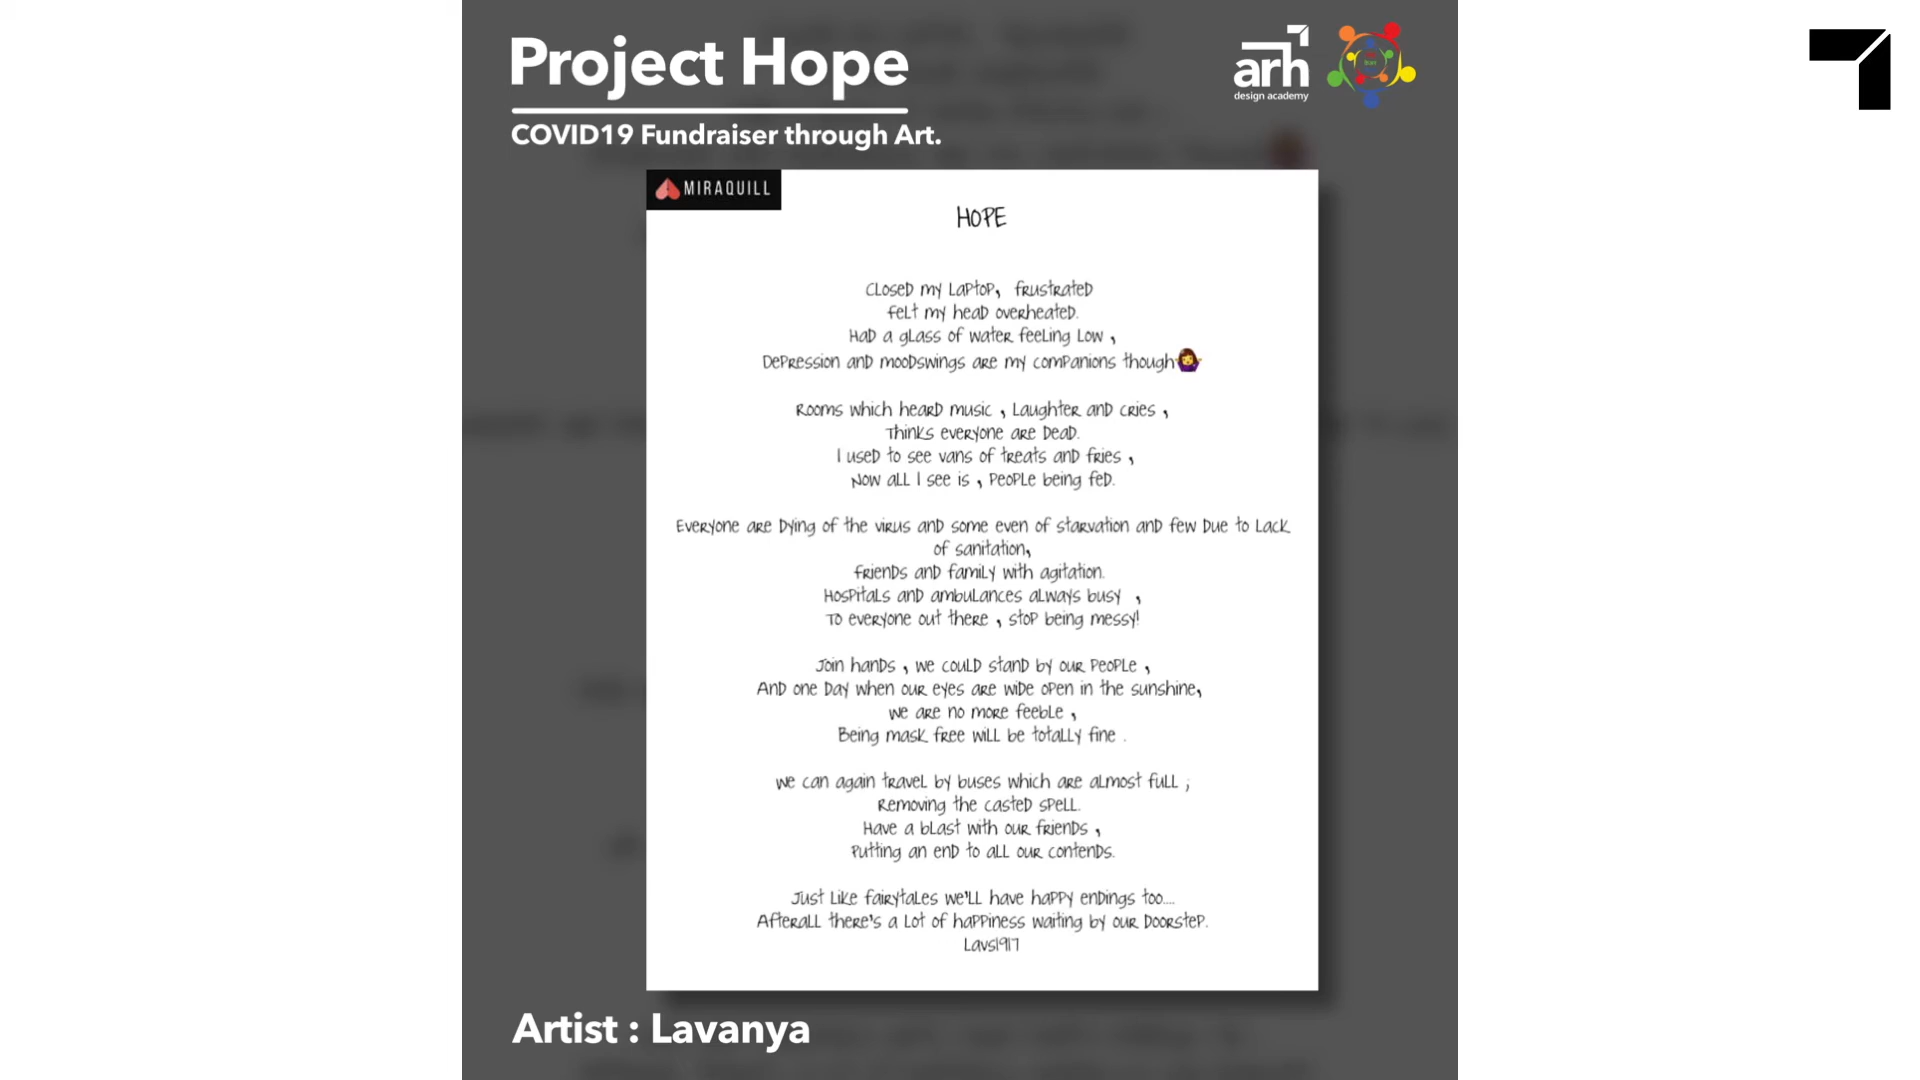 Project Hope
COVID19 Fundraiser through Art.
arh
design academy
MIRAQUILL
HOPE
Closed my laptop, frustrated
felt my head overheated.
Had a glass of water feeling low ,
Depression and moodswings are my companions though🤷‍♀️
Rooms which heard music , laughter and cries ,
Thinks everyone are dead.
I used to see vans of treats and fries ,
Now all I see is , people being fed.
Everyone are dying of the virus and some even of starvation and few due to lack
of sanitation,
friends and family with agitation.
Hospitals and ambulances always busy ,
To everyone out there , stop being messy!
Join hands , we could stand by our people ,
And one day when our eyes are wide open in the sunshine,
we are no more feeble ,
Being mask free will be totally fine .
We can again travel by buses which are almost full ;
Removing the casted spell.
Have a blast with our friends ,
Putting an end to all our contends.
Just like fairytales we'll have happy endings too....
Afterall there's a lot of happiness waiting by our doorstep.
Lavs1917
Artist : Lavanya